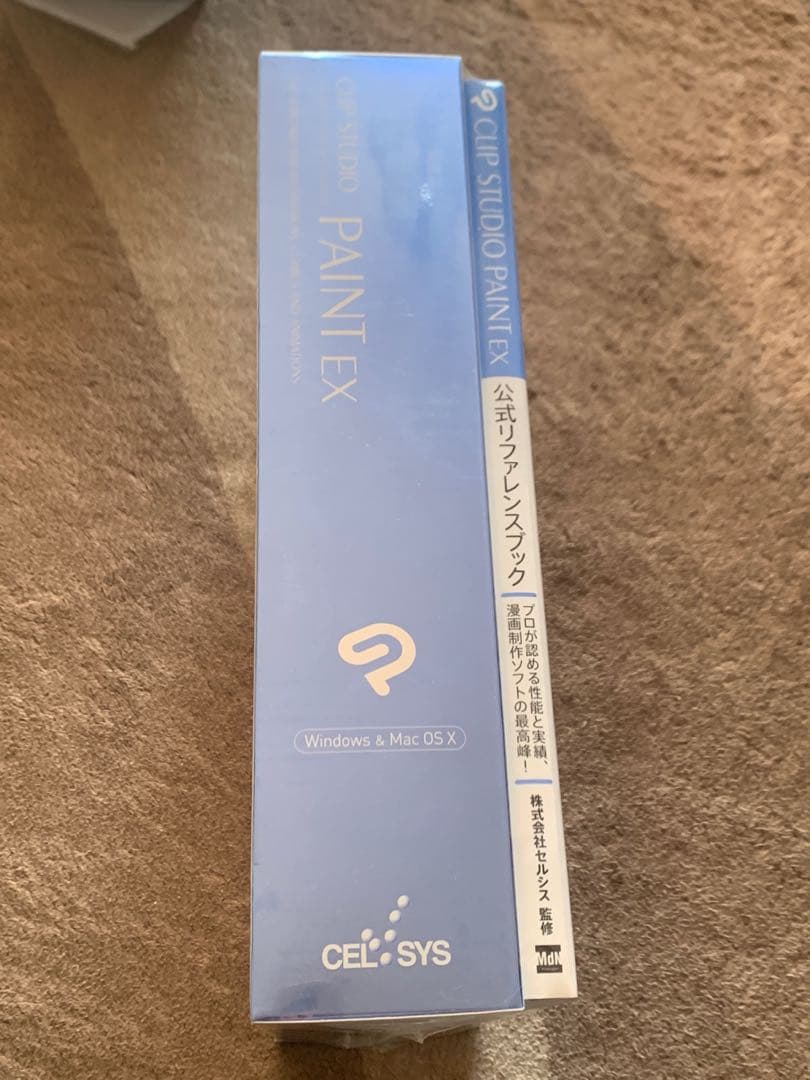 CLIP STUDIO
PAINT EX
Windows & Mac OS X
CELSYS
CLIP STUDIO PAINT EX
公式リファレンスブック
プロが認める性能と実績、
漫画制作ソフトの最高峰!
株式会社セルシス 監修
MdN